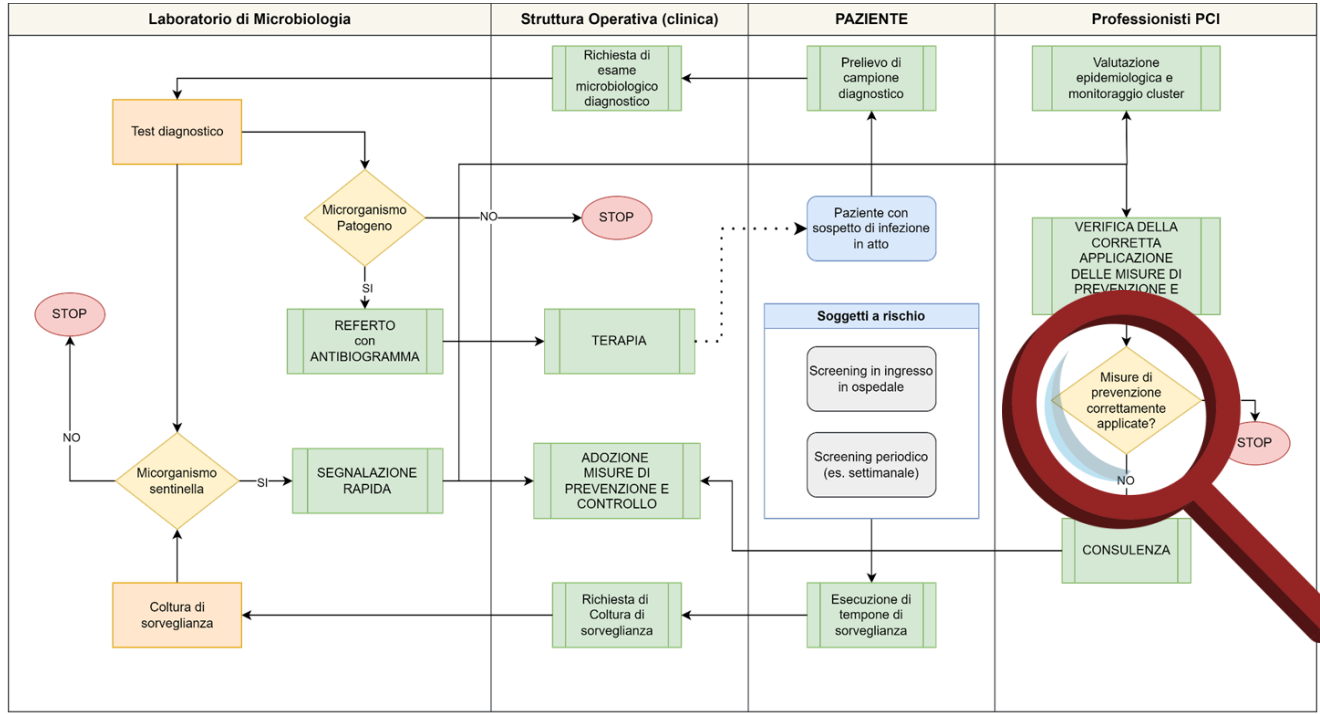 Laboratorio di Microbiologia
Struttura Operativa (clinica)
PAZIENTE
Professionisti PCI
Richiesta di
esame
microbiologico
diagnostico
Prelievo di
campione
diagnostico
Valutazione
epidemiologica e
monitoraggio cluster
Test diagnostico
Microrganismo
Patogeno
NO
STOP
Paziente con
sospetto di infezione
in atto
VERIFICA DELLA
CORRETTA
APPLICAZIONE
DELLE MISURE DI
PREVENZIONE E
SI
STOP
REFERTO
con
ANTIBIOGRAMMA
TERAPIA
Soggetti a rischio
Screening in ingresso
in ospedale
Misure di
prevenzione
correttamente
applicate?
STOP
NO
Micorganismo
sentinella
SI
SEGNALAZIONE
RAPIDA
ADOZIONE
MISURE DI
PREVENZIONE E
CONTROLLO
Screening periodico
(es. settimanale)
NO
CONSULENZA
Coltura di
sorveglianza
Richiesta di
Coltura di
sorveglianza
Esecuzione di
tempone di
sorveglianza